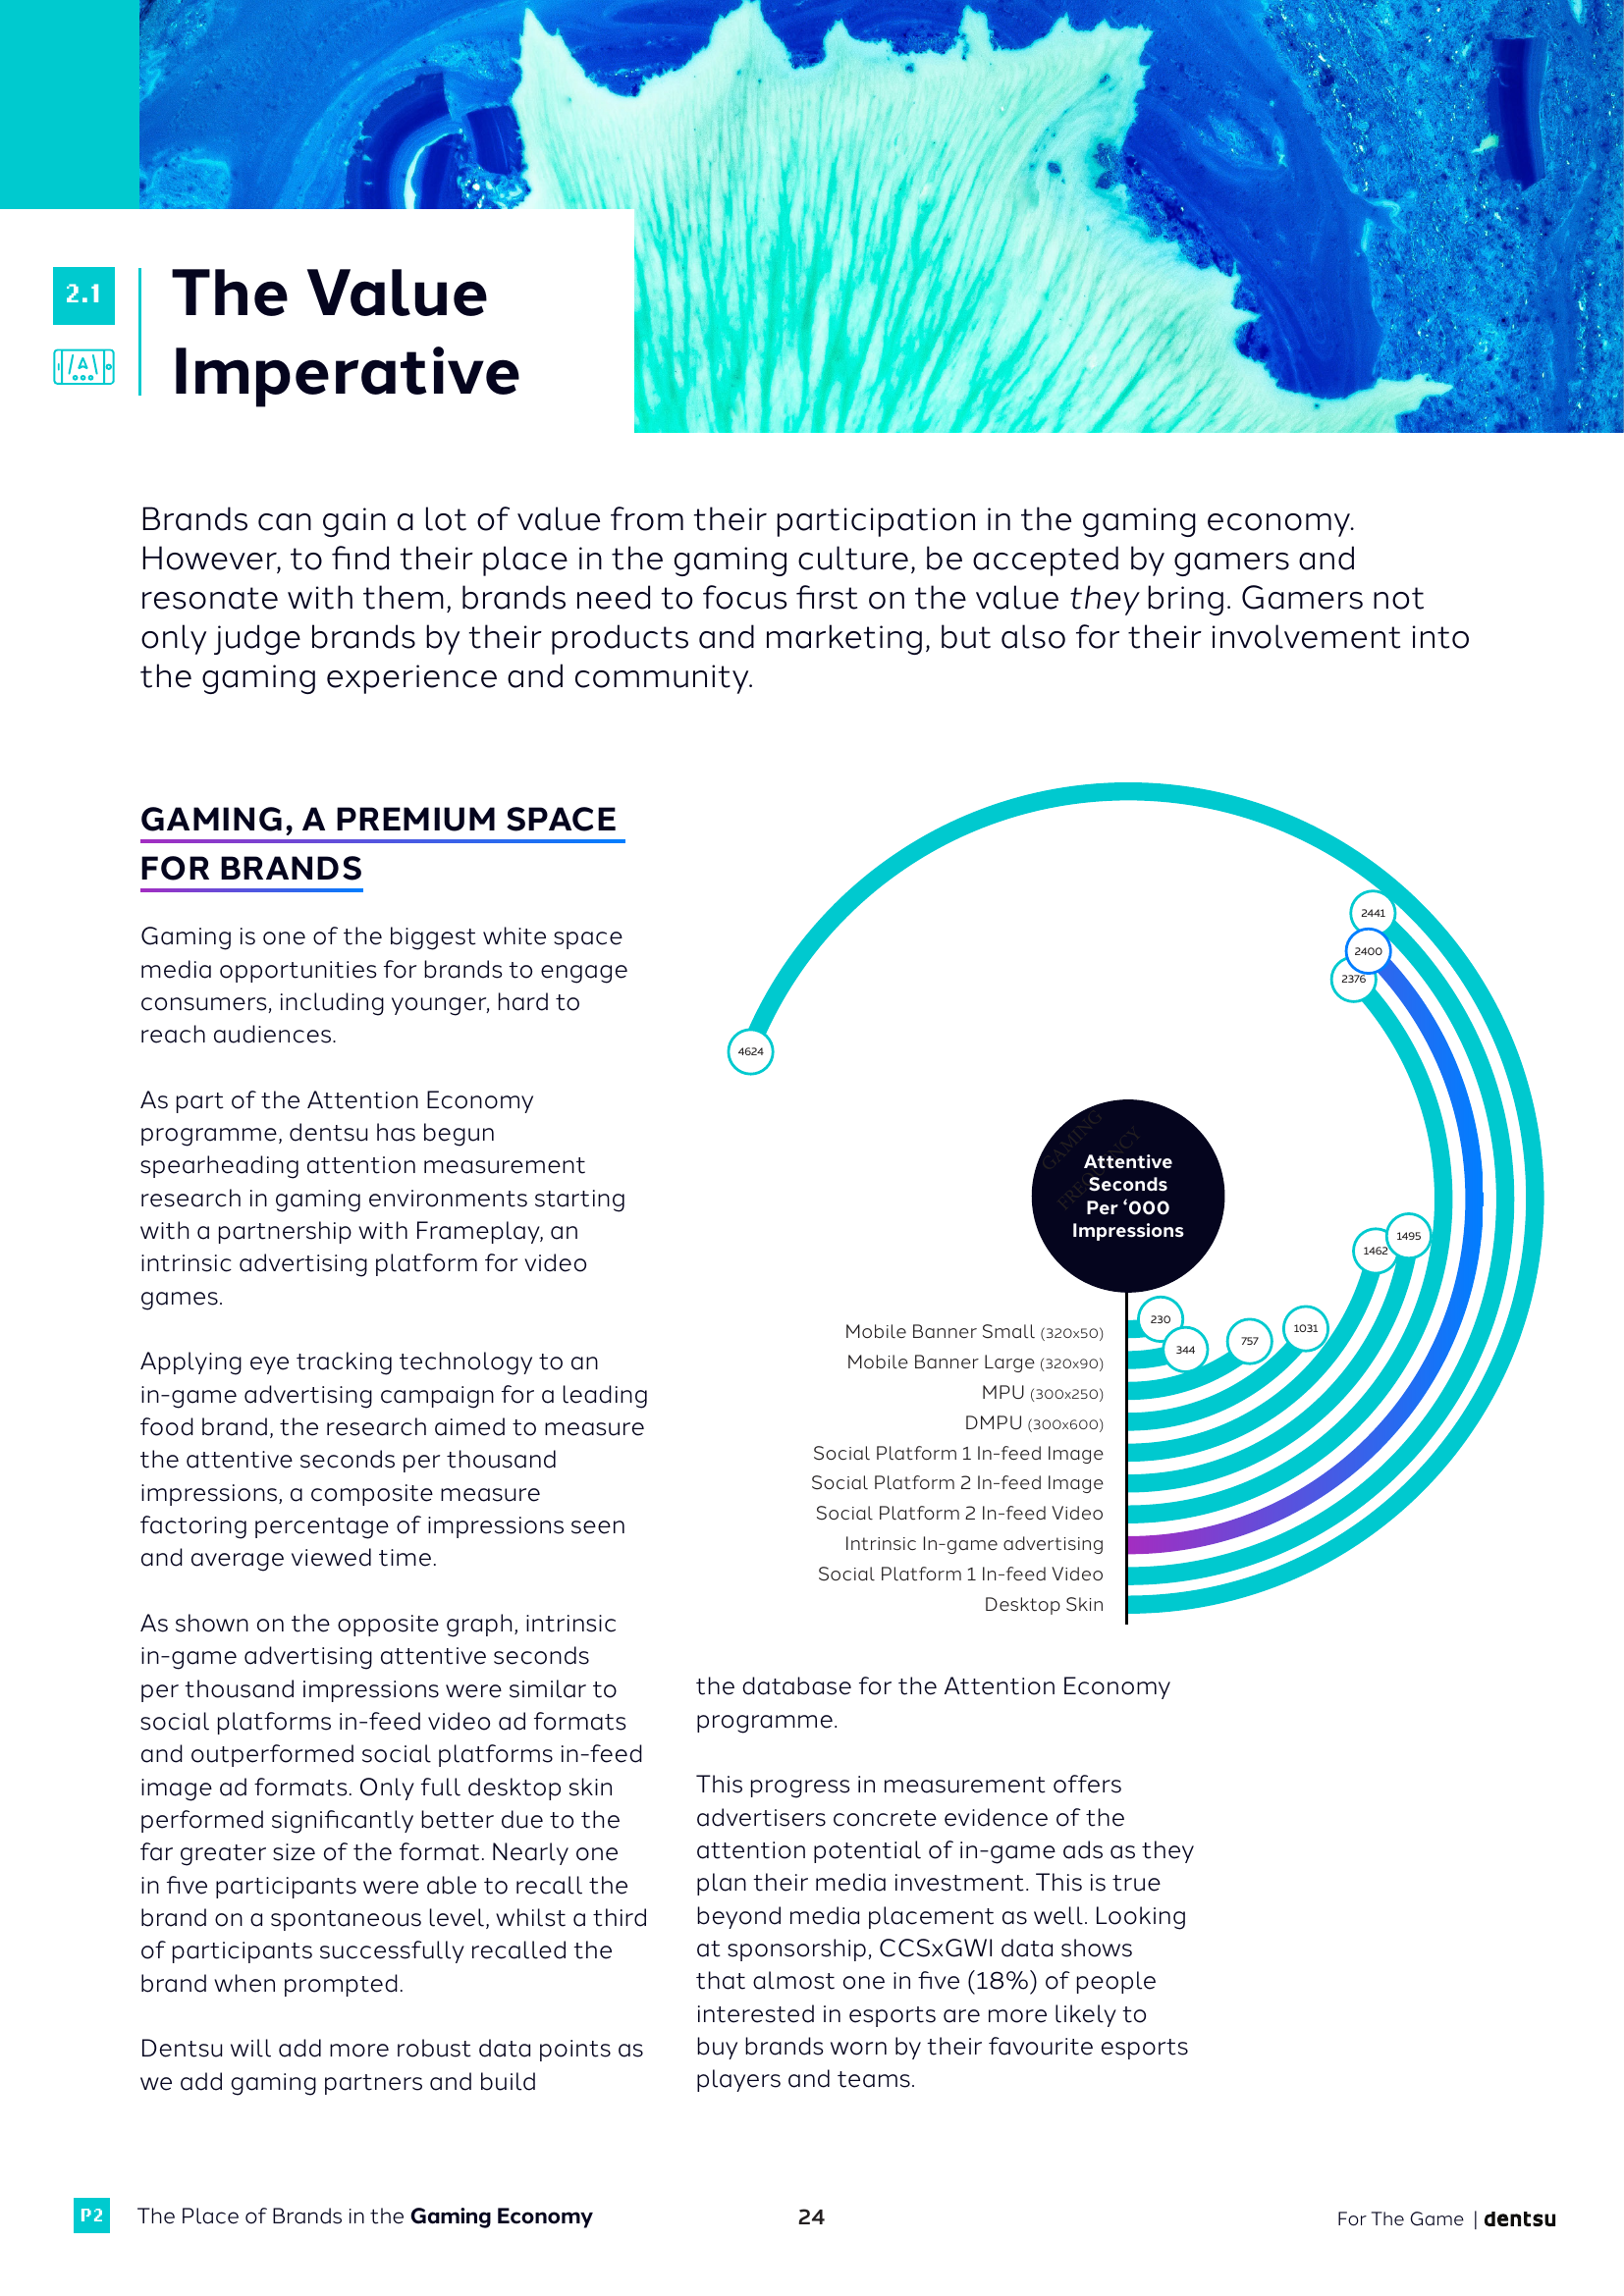 2.1
The Value
Imperative
Brands can gain a lot of value from their participation in the gaming economy.
However, to find their place in the gaming culture, be accepted by gamers and
resonate with them, brands need to focus first on the value they bring. Gamers not
only judge brands by their products and marketing, but also for their involvement into
the gaming experience and community.
GAMING, A PREMIUM SPACE
FOR BRANDS
Gaming is one of the biggest white space
media opportunities for brands to engage
consumers, including younger, hard to
reach audiences.
As part of the Attention Economy
programme, dentsu has begun
spearheading attention measurement
research in gaming environments starting
with a partnership with Frameplay, an
intrinsic advertising platform for video
games.
Applying eye tracking technology to an
in-game advertising campaign for a leading
food brand, the research aimed to measure
the attentive seconds per thousand
impressions, a composite measure
factoring percentage of impressions seen
and average viewed time.
As shown on the opposite graph, intrinsic
in-game advertising attentive seconds
per thousand impressions were similar to
social platforms in-feed video ad formats
and outperformed social platforms in-feed
image ad formats. Only full desktop skin
performed significantly better due to the
far greater size of the format. Nearly one
in five participants were able to recall the
brand on a spontaneous level, whilst a third
of participants successfully recalled the
brand when prompted.
Dentsu will add more robust data points as
we add gaming partners and build
2441
2400
2376
4624
GAMING
FREQUENCY
Attentive
Seconds
Per ‘000
Impressions
1495
1462
230
344
757
1031
Mobile Banner Small (320x50)
Mobile Banner Large (320x90)
MPU (300x250)
DMPU (300x600)
Social Platform 1 In-feed Image
Social Platform 2 In-feed Image
Social Platform 2 In-feed Video
Intrinsic In-game advertising
Social Platform 1 In-feed Video
Desktop Skin
the database for the Attention Economy
programme.
This progress in measurement offers
advertisers concrete evidence of the
attention potential of in-game ads as they
plan their media investment. This is true
beyond media placement as well. Looking
at sponsorship, CCSxGWI data shows
that almost one in five (18%) of people
interested in esports are more likely to
buy brands worn by their favourite esports
players and teams.
P2 The Place of Brands in the Gaming Economy
24
For The Game | dentsu